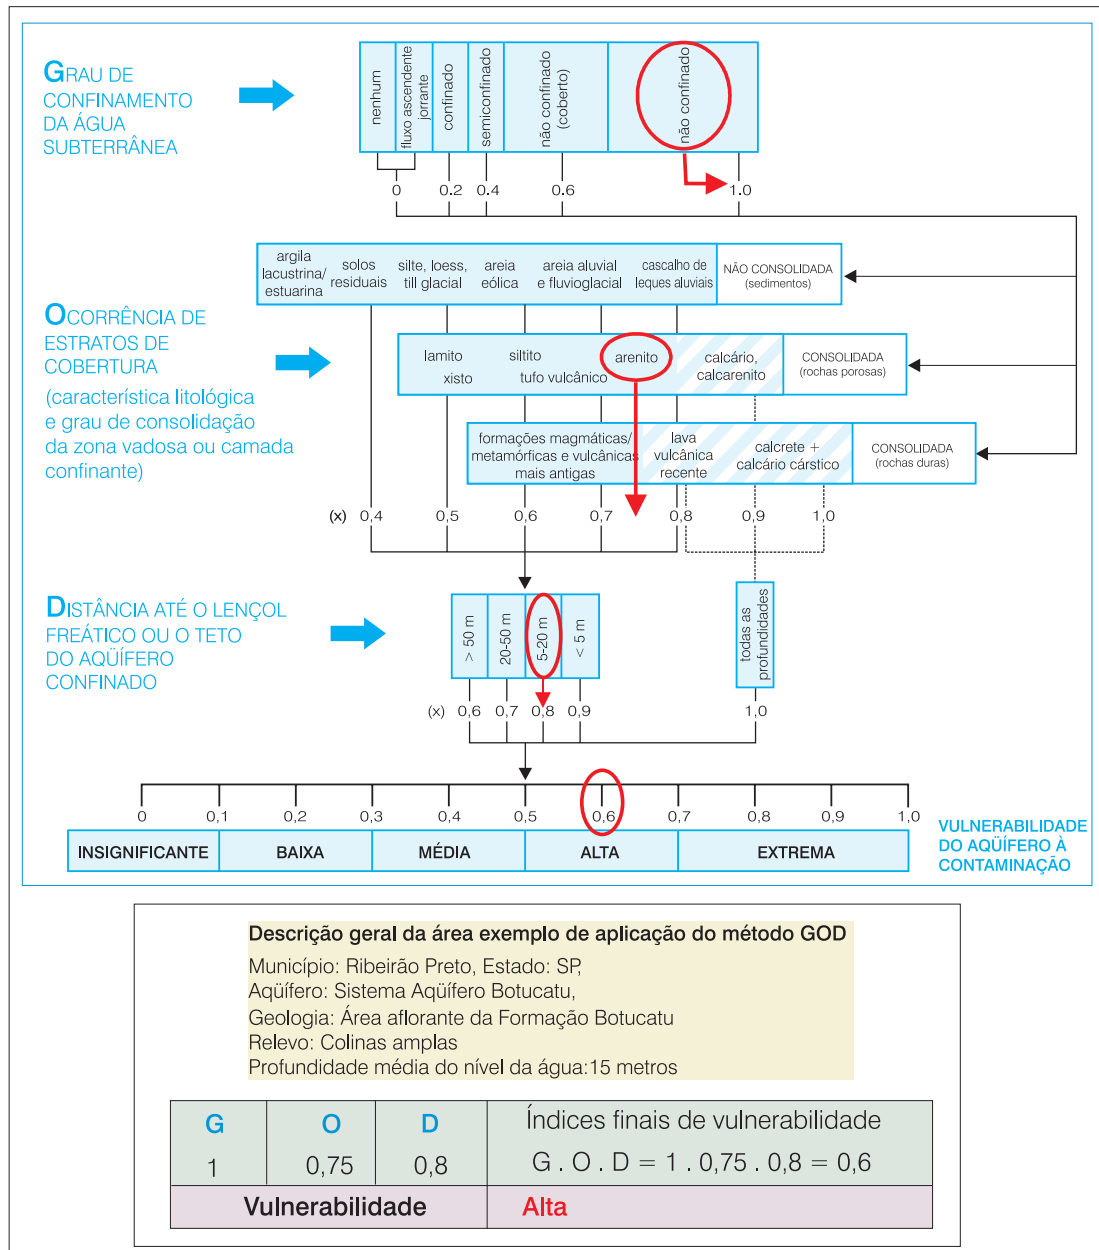 GRAU DE
CONFINAMENTO
DA ÁGUA
SUBTERRÂNEA
nenhum
fluxo ascendente
jorrante
confinado
semiconfinado
não confinado
(coberto)
não confinado
0
0.2
0.4
0.6
1.0
OCORRÊNCIA DE
ESTRATOS DE
COBERTURA
(característica litológica
e grau de consolidação
da zona vadosa ou camada
confinante)
argila
lacustrina/
estuarina
solos
residuais
silte, loess,
till glacial
areia
eólica
areia aluvial
e fluvioglacial
cascalho de
leques aluviais
NÃO CONSOLIDADA
(sedimentos)
lamito
xisto
siltito
tufo vulcânico
arenito
calcário,
calcarenito
CONSOLIDADA
(rochas porosas)
formações magmáticas/
metamórficas e vulcânicas
mais antigas
lava
vulcânica
recente
calcrete +
calcário cárstico
CONSOLIDADA
(rochas duras)
(x) 0,4 0,5 0,6 0,7 0,8 0,9 1,0
DISTÂNCIA ATÉ O LENÇOL
FREÁTICO OU O TETO
DO AQÜÍFERO
CONFINADO
> 50 m
20-50 m
5-20 m
< 5 m
todas as
profundidades
(x) 0,6 0,7 0,8 0,9 1,0
0 0,1 0,2 0,3 0,4 0,5 0,6 0,7 0,8 0,9 1,0
INSIGNIFICANTE BAIXA MÉDIA ALTA EXTREMA
VULNERABILIDADE
DO AQÜÍFERO À
CONTAMINAÇÃO
Descrição geral da área exemplo de aplicação do método GOD
Município: Ribeirão Preto, Estado: SP,
Aqüífero: Sistema Aqüífero Botucatu,
Geologia: Área aflorante da Formação Botucatu
Relevo: Colinas amplas
Profundidade média do nível da água:15 metros
G O D Índices finais de vulnerabilidade
1 0,75 0,8 G . O . D = 1 . 0,75 . 0,8 = 0,6
Vulnerabilidade Alta